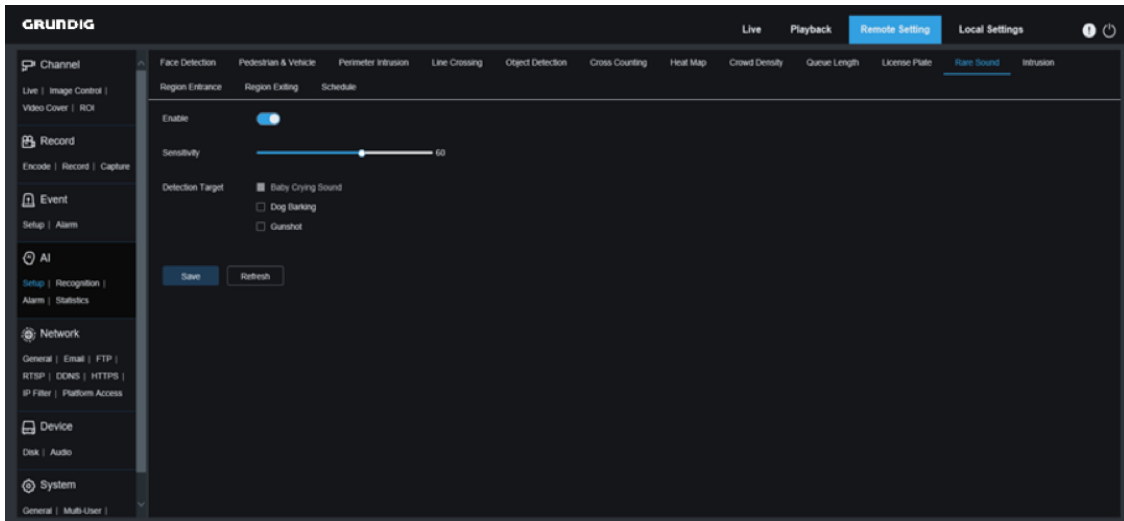 GRUNDIG
Live Playback Remote Setting Local Settings
Channel
Live | Image Control |
Video Cover | ROI
Record
Encode | Record | Capture
Event
Setup | Alarm
AI
Setup | Recognition |
Alarm | Statistics
Network
General | Email | FTP |
RTSP | DDNS | HTTPS |
IP Filter | Platform Access
Device
Disk | Audio
System
General | Multi-User |
Face Detection Pedestrian & Vehicle Perimeter Intrusion Line Crossing Object Detection Cross Counting Heat Map Crowd Density Queue Length License Plate Rare Sound Intrusion
Region Entrance Region Exiting Schedule
Enable
Sensitivity 60
Detection Target Baby Crying Sound
Dog Barking
Gunshot
Save Refresh